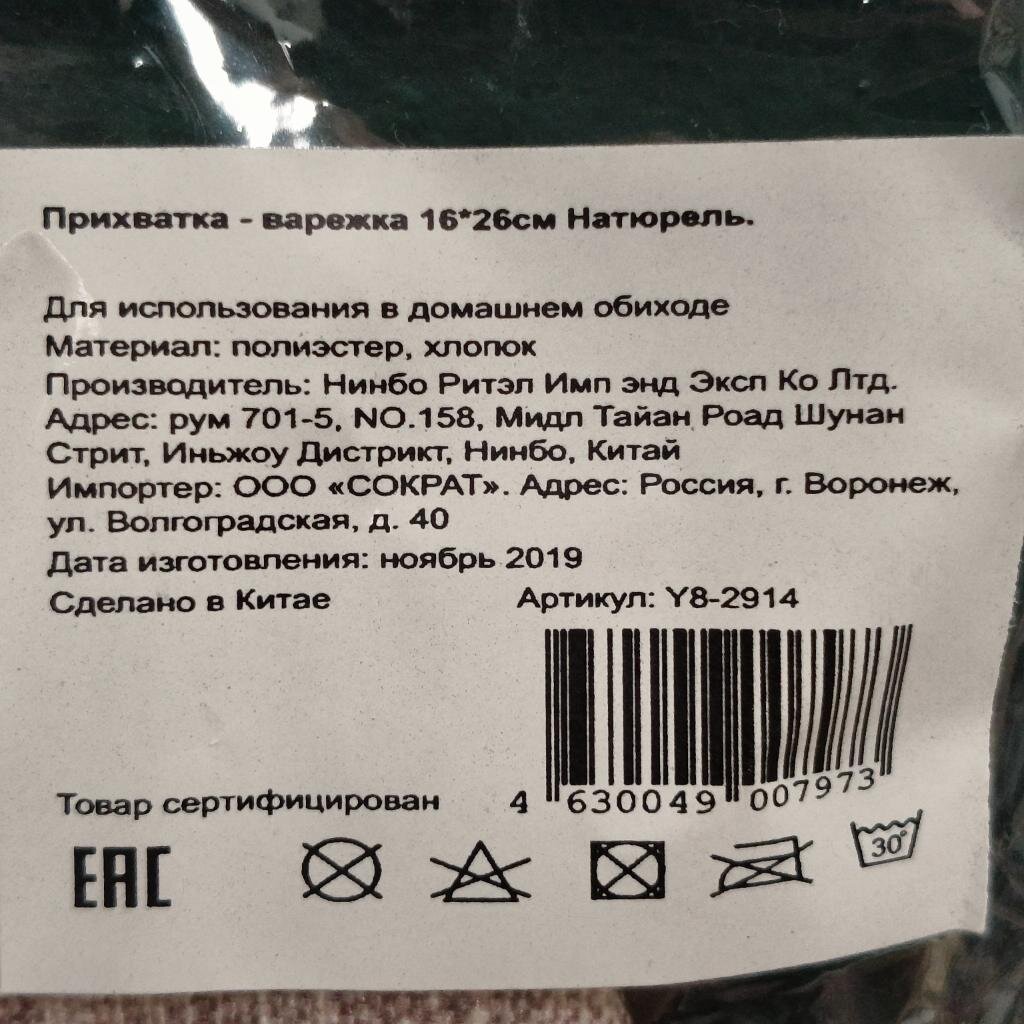 Прихватка - варежка 16*26см Натюрель.
Для использования в домашнем обиходе
Материал: полиэстер, хлопок
Производитель: Нинбо Ритэл Имп энд Эксп Ко Лтд.
Адрес: рум 701-5, NO.158, Мидл Тайан Роад Шунан
Стрит, Иньжоу Дистрикт, Нинбо, Китай
Импортер: ООО «СОКРАТ». Адрес: Россия, г. Воронеж,
ул. Волгоградская, д. 40
Дата изготовления: ноябрь 2019
Сделано в Китае Артикул: Y8-2914
Товар сертифицирован 4 630049 007973
EAC 30°